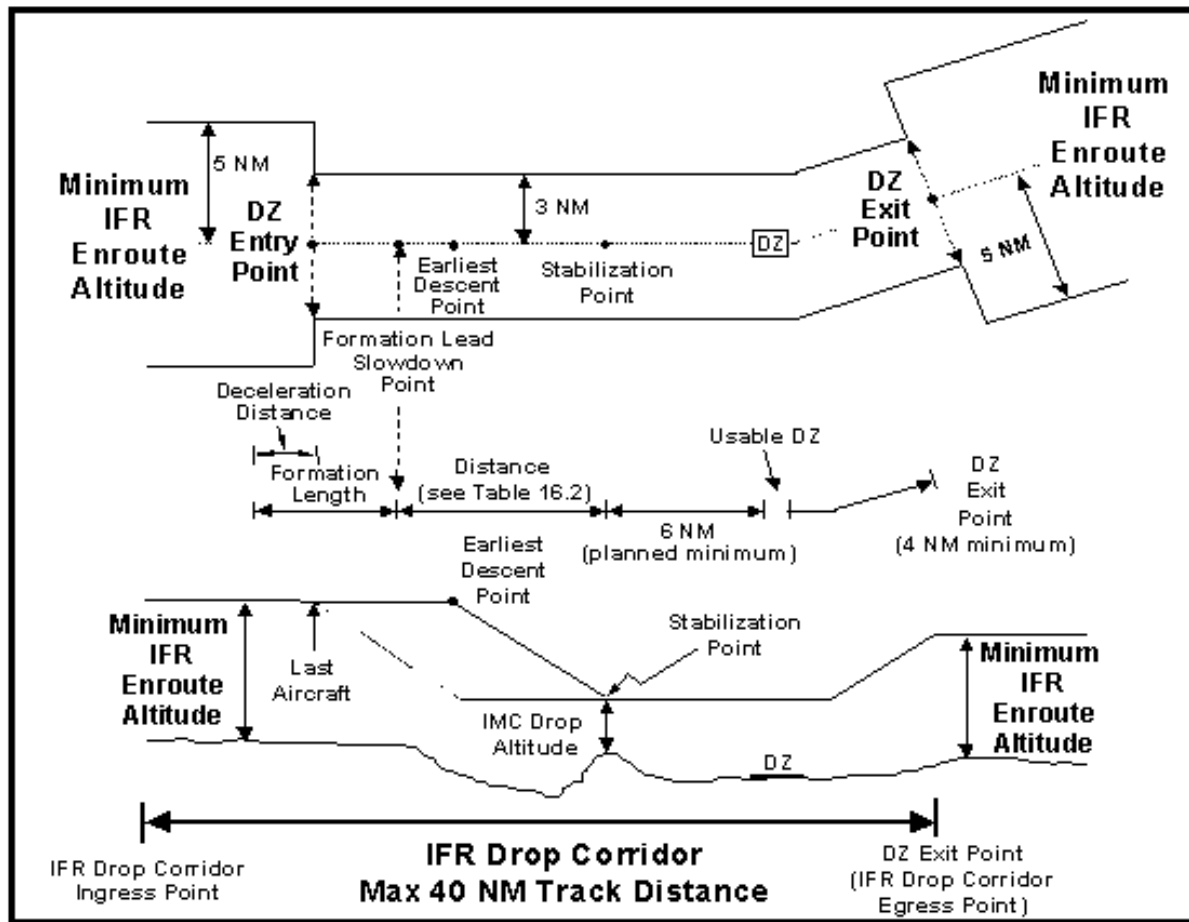 Minimum
IFR
Enroute
Altitude
5 NM
DZ
Entry
Point
3 NM
Earliest
Descent
Point
Stabilization
Point
DZ
DZ
Exit
Point
Minimum
IFR
Enroute
Altitude
5 NM
Formation Lead
Slowdown
Point
Deceleration
Distance
Formation
Length
Distance
(see Table 16.2)
Usable DZ
6 NM
(planned minimum)
DZ
Exit
Point
(4 NM minimum)
Earliest
Descent
Point
Minimum
IFR
Enroute
Altitude
Last
Aircraft
Stabilization
Point
IMC Drop
Altitude
DZ
Minimum
IFR
Enroute
Altitude
IFR Drop Corridor
Ingress Point
IFR Drop Corridor
Max 40 NM Track Distance
DZ Exit Point
(IFR Drop Corridor
Egress Point)